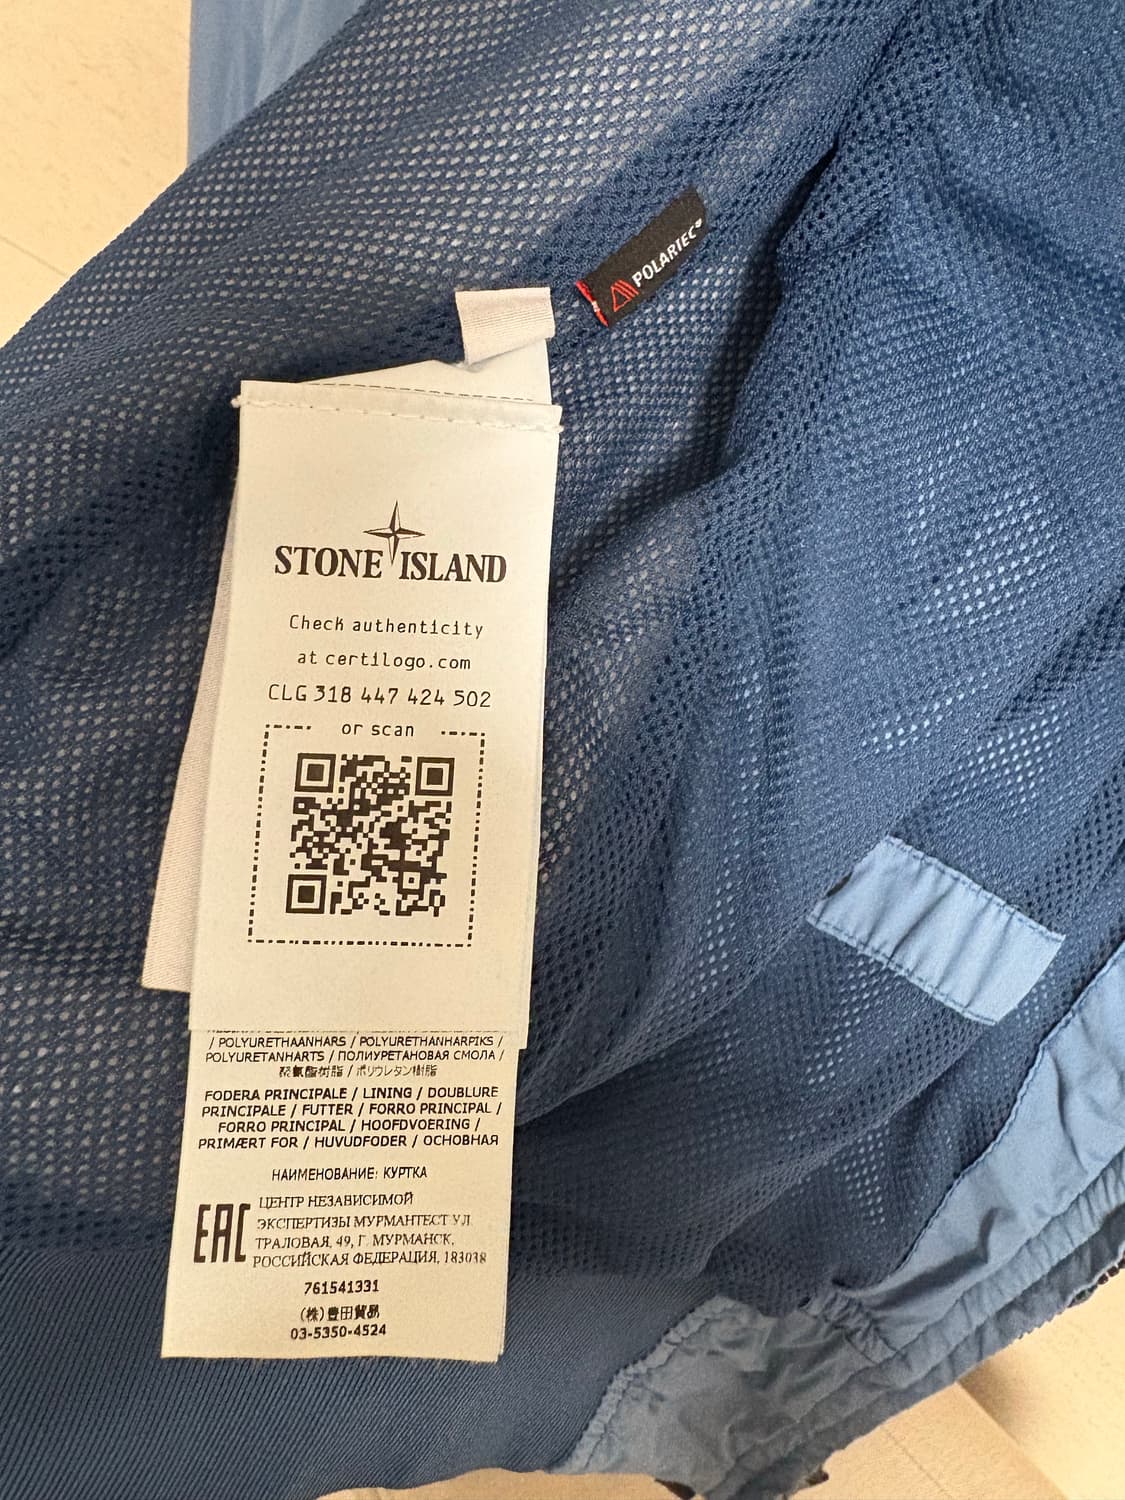 POLARTEC®
STONE ISLAND
Check authenticity
at certilogo.com
CLG 318 447 424 502
or scan
/ POLYURETHAANHARS / POLYURETHANHARPIKS /
POLYURETANHARTS / ПОЛИУРЕТАНОВАЯ СМОЛА /
聚氨酯树脂 / ポリウレタン樹脂
FODERA PRINCIPALE / LINING / DOUBLURE
PRINCIPALE / FUTTER / FORRO PRINCIPAL /
FORRO PRINCIPAL / HOOFDVOERING /
PRIMÆRT FOR / HUVUDFODER / ОСНОВНАЯ
НАИМЕНОВАНИЕ: КУРТКА
EAC
ЦЕНТР НЕЗАВИСИМОЙ
ЭКСПЕРТИЗЫ МУРМАНТЕСТ УЛ.
ТРАЛОВАЯ, 49, Г. МУРМАНСК,
РОССИЙСКАЯ ФЕДЕРАЦИЯ, 183038
761541331
(株)豊田貿易
03-5350-4524